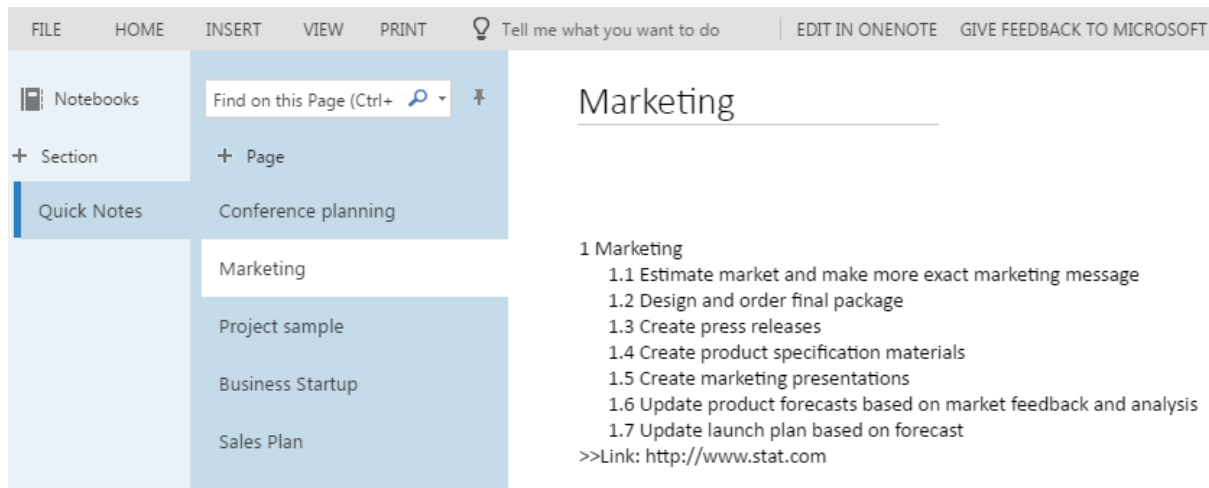 FILE HOME INSERT VIEW PRINT Tell me what you want to do EDIT IN ONENOTE GIVE FEEDBACK TO MICROSOFT
Notebooks
+ Section
Quick Notes
Find on this Page (Ctrl+
+ Page
Conference planning
Marketing
Project sample
Business Startup
Sales Plan
Marketing
1 Marketing
1.1 Estimate market and make more exact marketing message
1.2 Design and order final package
1.3 Create press releases
1.4 Create product specification materials
1.5 Create marketing presentations
1.6 Update product forecasts based on market feedback and analysis
1.7 Update launch plan based on forecast
>>Link: http://www.stat.com